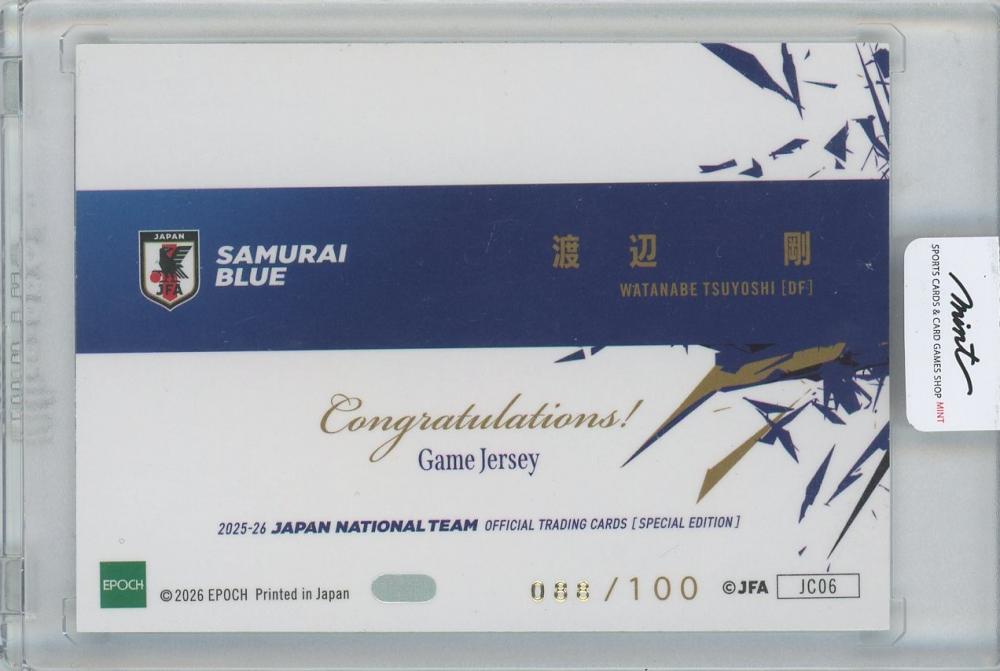 JAPAN
JFA
SAMURAI
BLUE
渡 辺 剛
WATANABE TSUYOSHI [DF]
Congratulations!
Game Jersey
2025-26 JAPAN NATIONAL TEAM OFFICIAL TRADING CARDS [SPECIAL EDITION]
EPOCH
©2026 EPOCH Printed in Japan
088/100
©JFA
JC06
mint
SPORTS CARDS & CARD GAMES SHOP MINT